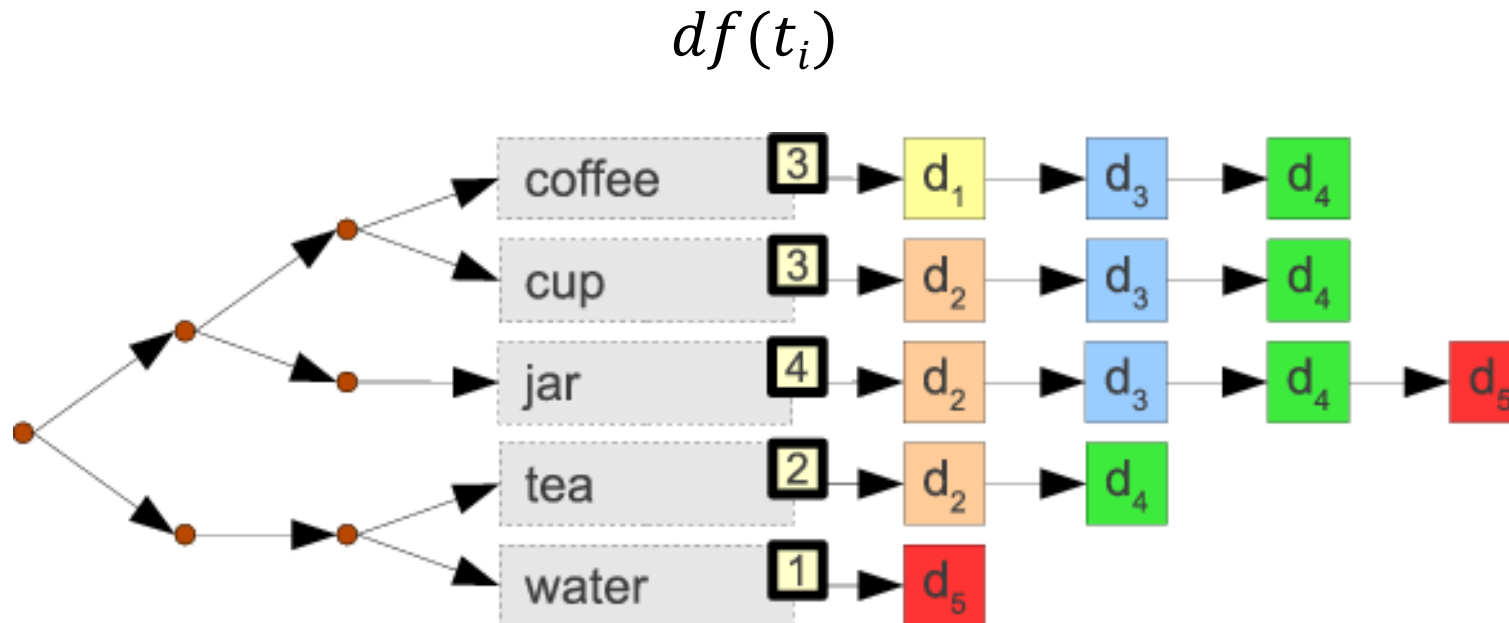 df(tᵢ)
coffee 3 d₁ d₃ d₄
cup 3 d₂ d₃ d₄
jar 4 d₂ d₃ d₄ d₅
tea 2 d₂ d₄
water 1 d₅